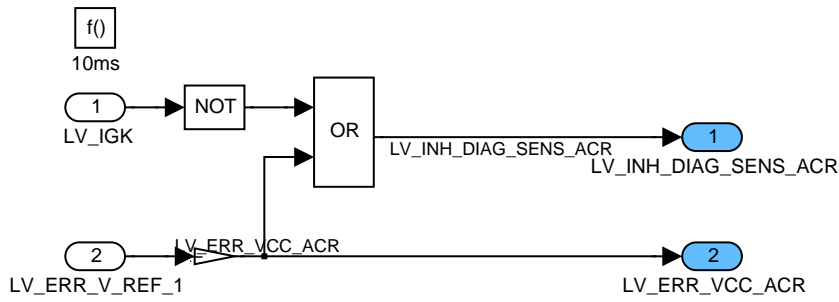 f()
10ms
1
NOT
OR
LV_IGK
LV_INH_DIAG_SENS_ACR
1
LV_INH_DIAG_SENS_ACR
2
LV_ERR_VCC_ACR
2
LV_ERR_V_REF_1
LV_ERR_VCC_ACR